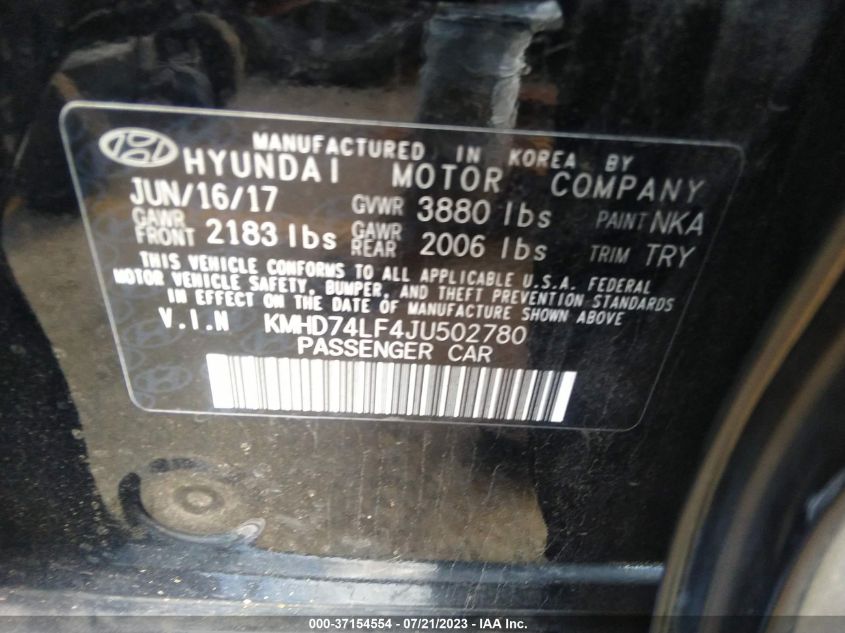 MANUFACTURED IN KOREA BY
HYUNDAI MOTOR COMPANY
JUN/16/17 GVWR 3880 lbs PAINT NKA
GAWR FRONT 2183 lbs GAWR REAR 2006 lbs TRIM TRY
THIS VEHICLE CONFORMS TO ALL APPLICABLE U.S.A. FEDERAL
MOTOR VEHICLE SAFETY, BUMPER, AND THEFT PREVENTION STANDARDS
IN EFFECT ON THE DATE OF MANUFACTURE SHOWN ABOVE
V.I.N KMHD74LF4JU502780
PASSENGER CAR
000-37154554 - 07/21/2023 - IAA Inc.